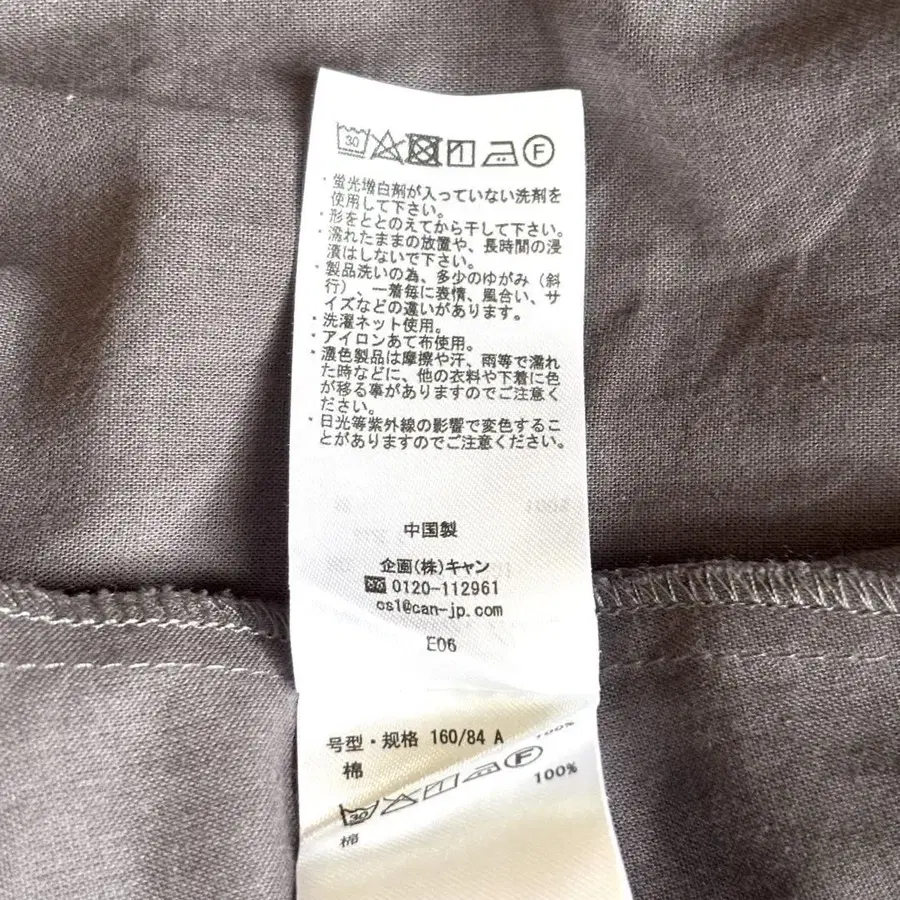 30 F
・蛍光増白剤が入っていない洗剤を
使用して下さい。
・形をととのえてから干して下さい。
・濡れたままの放置や、長時間の浸
漬はしないで下さい。
・製品洗いの為、多少のゆがみ（斜
行）、一着毎に表情、風合い、サ
イズなどの違いがあります。
・洗濯ネット使用。
・アイロンあて布使用。
・濃色製品は摩擦や汗、雨等で濡れ
た時などに、他の衣料や下着に色
が移る事がありますのでご注意く
ださい。
・日光等紫外線の影響で変色するこ
とがありますのでご注意ください。
中国製
企画(株)キャン
0120-112961
cs1@can-jp.com
E06
号型・规格 160/84 A
棉 100%
30 F
棉 100%